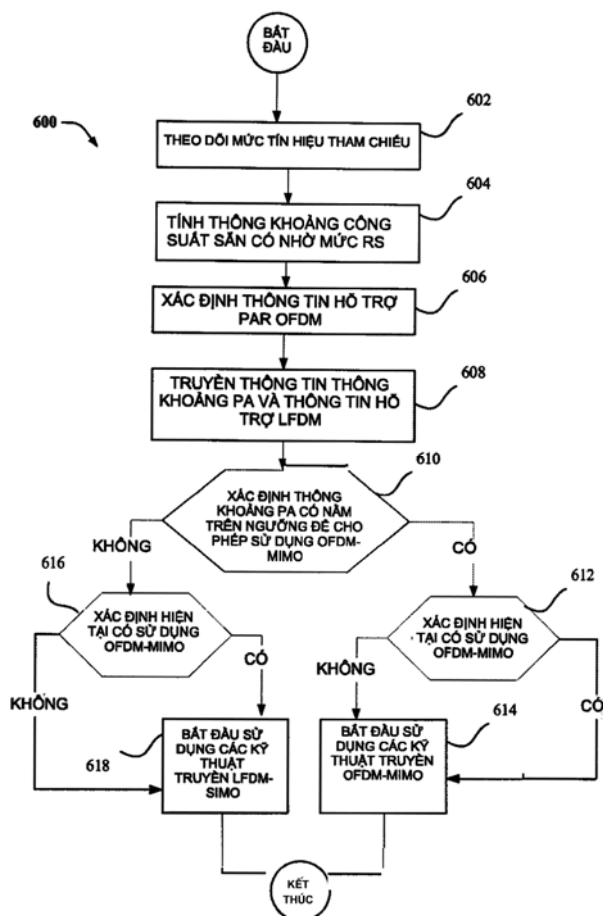 BẮT
ĐẦU
600
602
THEO DÕI MỨC TÍN HIỆU THAM CHIẾU
604
TÍNH THÔNG KHOẢNG CÔNG
SUẤT SẴN CÓ NHỜ MỨC RS
606
XÁC ĐỊNH THÔNG TIN HỖ TRỢ
PAR OFDM
608
TRUYỀN THÔNG TIN THÔNG
KHOẢNG PA VÀ THÔNG TIN HỖ
TRỢ LFDM
610
XÁC ĐỊNH THÔNG
KHOẢNG PA CÓ NẰM
TRÊN NGƯỠNG ĐỂ CHO
PHÉP SỬ DỤNG OFDM-
MIMO
KHÔNG
CÓ
616
XÁC ĐỊNH HIỆN
TẠI CÓ SỬ DỤNG
OFDM-MIMO
612
XÁC ĐỊNH HIỆN
TẠI CÓ SỬ DỤNG
OFDM-MIMO
KHÔNG
CÓ
KHÔNG
CÓ
618
BẮT ĐẦU SỬ
DỤNG CÁC KỸ
THUẬT TRUYỀN
TRUYỀN LFDM-
SIMO
614
BẮT ĐẦU SỬ
DỤNG CÁC KỸ
THUẬT TRUYỀN
OFDM-MIMO
KẾT
THÚC